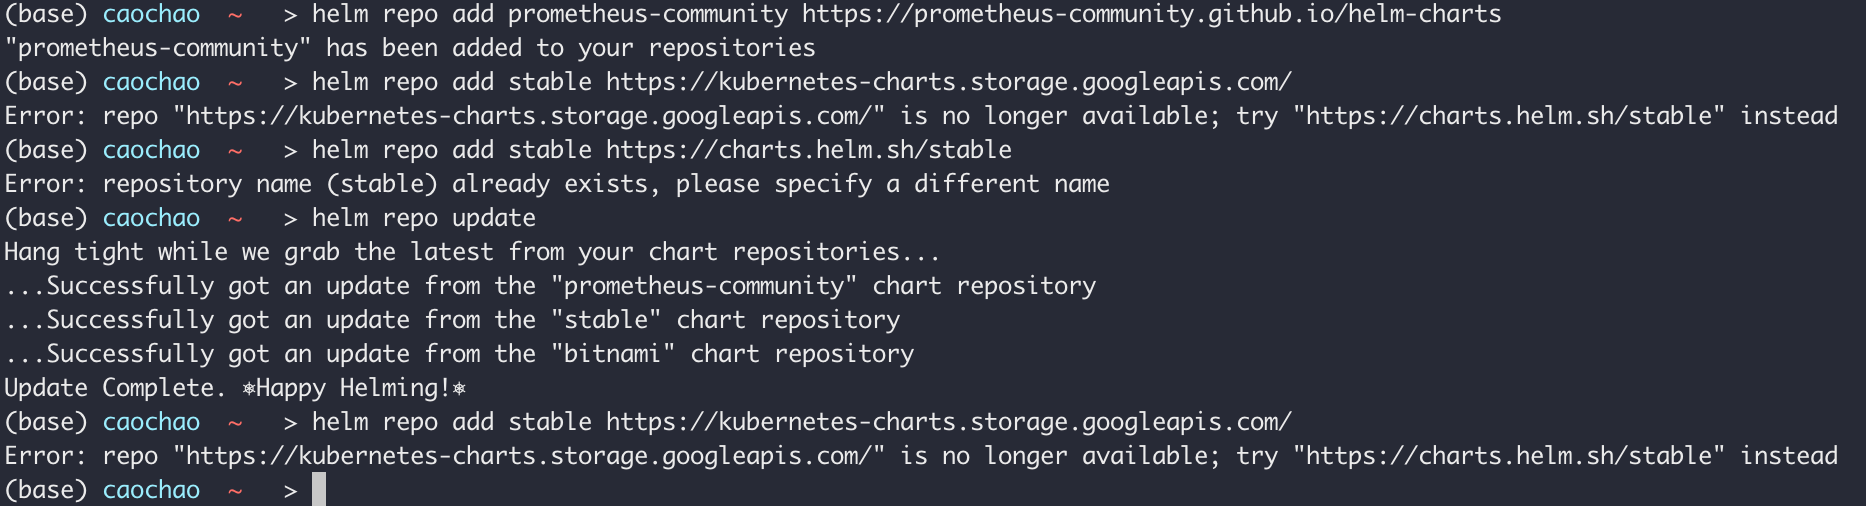 (base) caochao ~ > helm repo add prometheus-community https://prometheus-community.github.io/helm-charts
"prometheus-community" has been added to your repositories
(base) caochao ~ > helm repo add stable https://kubernetes-charts.storage.googleapis.com/
Error: repo "https://kubernetes-charts.storage.googleapis.com/" is no longer available; try "https://charts.helm.sh/stable" instead
(base) caochao ~ > helm repo add stable https://charts.helm.sh/stable
Error: repository name (stable) already exists, please specify a different name
(base) caochao ~ > helm repo update
Hang tight while we grab the latest from your chart repositories...
...Successfully got an update from the "prometheus-community" chart repository
...Successfully got an update from the "stable" chart repository
...Successfully got an update from the "bitnami" chart repository
Update Complete. ⎈Happy Helming!⎈
(base) caochao ~ > helm repo add stable https://kubernetes-charts.storage.googleapis.com/
Error: repo "https://kubernetes-charts.storage.googleapis.com/" is no longer available; try "https://charts.helm.sh/stable" instead
(base) caochao ~ >